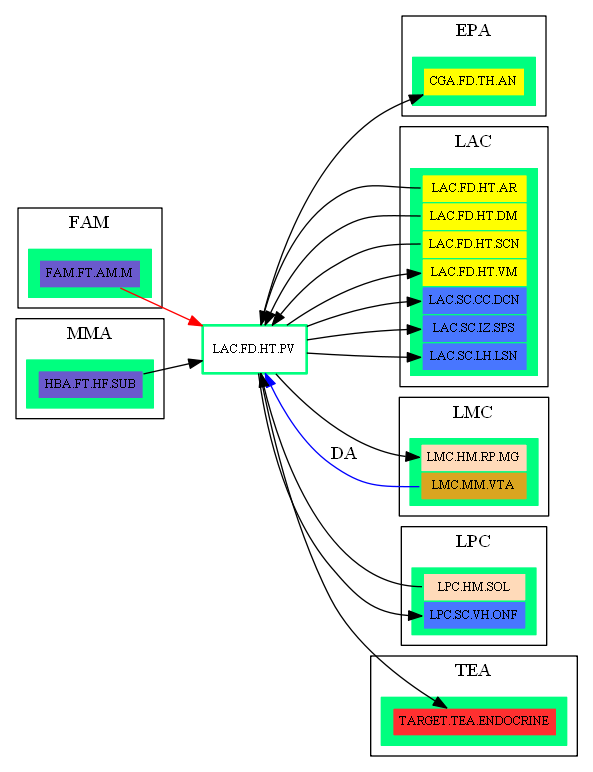 EPA
CGA.FD.TH.AN
LAC
LAC.FD.HT.AR
LAC.FD.HT.DM
LAC.FD.HT.SCN
LAC.FD.HT.VM
LAC.SC.CC.DCN
LAC.SC.IZ.SPS
LAC.SC.LH.LSN
FAM
FAM.FT.AM.M
MMA
HBA.FT.HF.SUB
LAC.FD.HT.PV
LMC
LMC.HM.RP.MG
LMC.MM.VTA
DA
LPC
LPC.HM.SOL
LPC.SC.VH.ONF
TEA
TARGET.TEA.ENDOCRINE